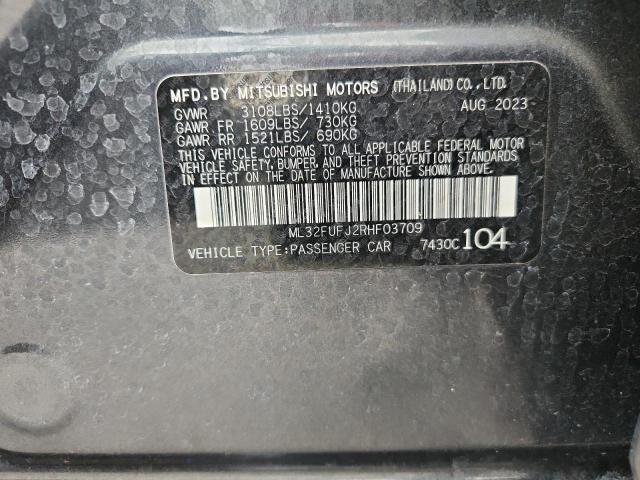 MFD.BY MITSUBISHI MOTORS (THAILAND) CO.,LTD.
GVWR 3108LBS/1410KG AUG 2023
GAWR FR 1609LBS/ 730KG
GAWR RR 1521LBS/ 690KG
THIS VEHICLE CONFORMS TO ALL APPLICABLE FEDERAL MOTOR
VEHICLE SAFETY, BUMPER, AND THEFT PREVENTION STANDARDS
IN EFFECT ON THE DATE OF MANUFACTURE SHOWN ABOVE.
ML32FUFJ2RHF03709
VEHICLE TYPE:PASSENGER CAR 7430C 104